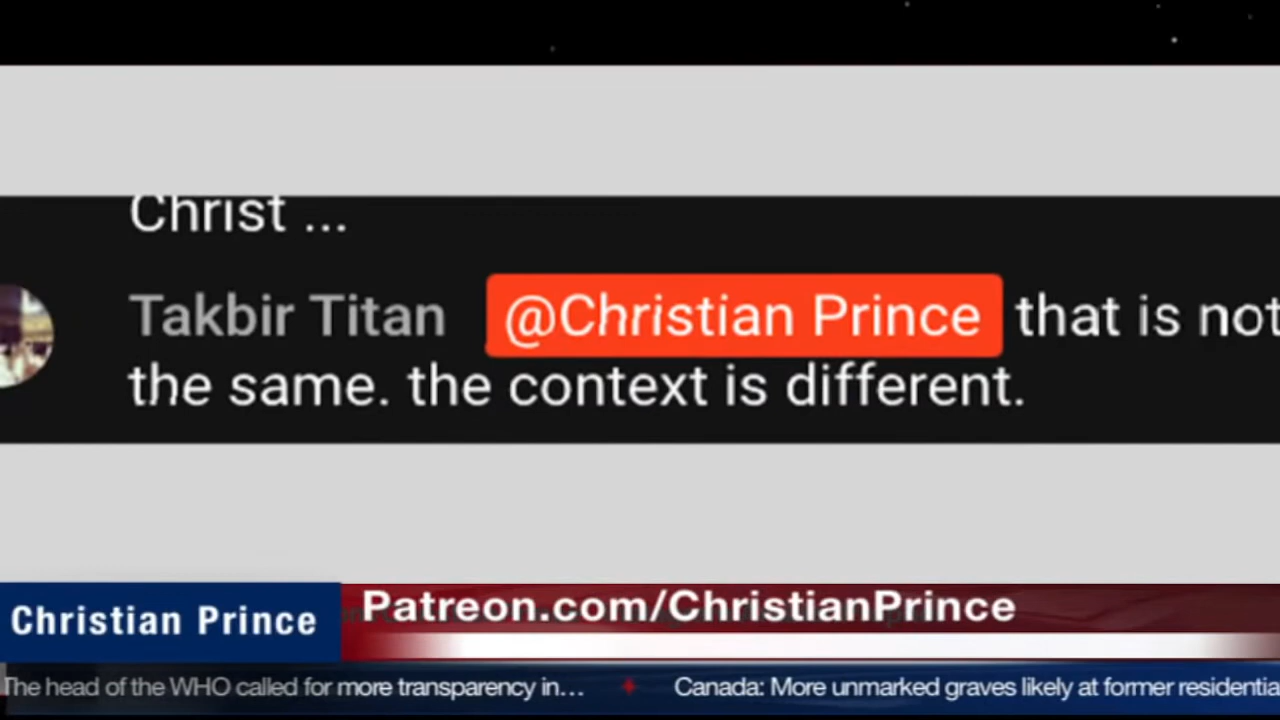 Christ ...
Takbir Titan @Christian Prince that is not
the same. the context is different.
Christian Prince
Patreon.com/ChristianPrince
The head of the WHO called for more transparency in… Canada: More unmarked graves likely at former